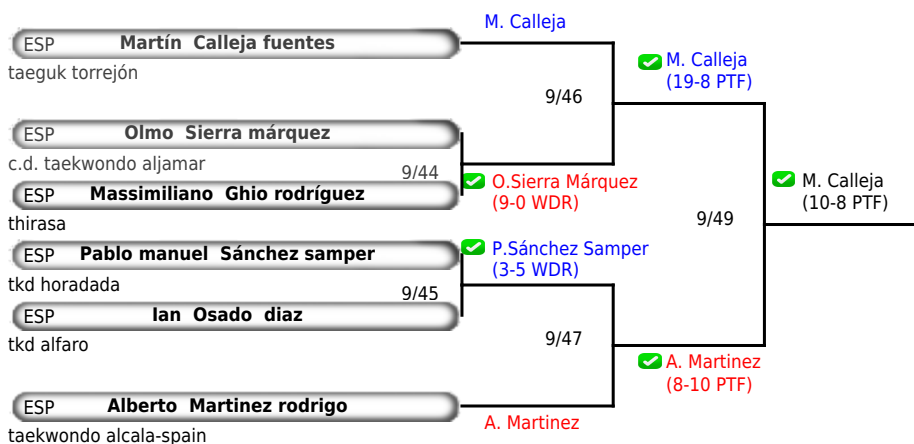 M. Calleja
ESP Martín Calleja fuentes
taeguk torrejón
M. Calleja
(19-8 PTF)
9/46
ESP Olmo Sierra márquez
c.d. taekwondo aljamar
9/44
O.Sierra Márquez
(9-0 WDR)
ESP Massimiliano Ghio rodríguez
thirasa
M. Calleja
(10-8 PTF)
9/49
ESP Pablo manuel Sánchez samper
tkd horadada
P.Sánchez Samper
(3-5 WDR)
9/45
ESP Ian Osado diaz
tkd alfaro
9/47
A. Martinez
(8-10 PTF)
ESP Alberto Martinez rodrigo
taekwondo alcala-spain
A. Martinez